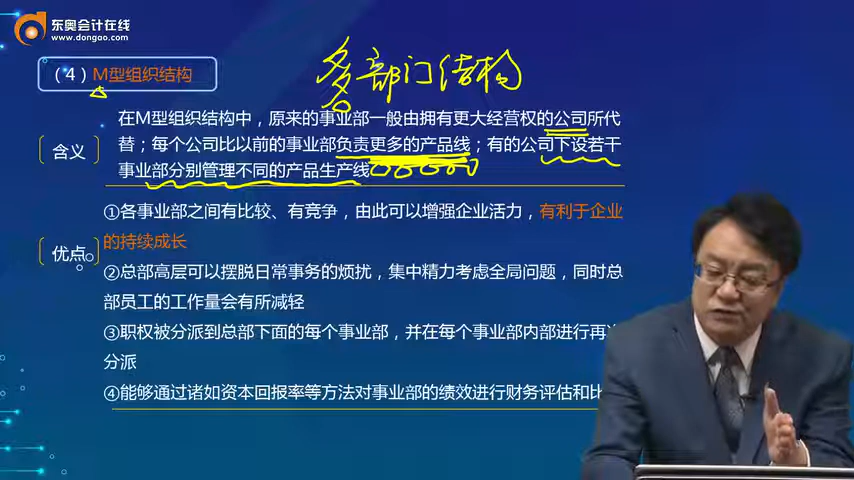 东奥会计在线
www.dongao.com
（4）M型组织结构
多部门结构
含义
在M型组织结构中，原来的事业部一般由拥有更大经营权的公司所代
替；每个公司比以前的事业部负责更多的产品线；有的公司下设若干
事业部分别管理不同的产品生产线
优点
①各事业部之间有比较、有竞争，由此可以增强企业活力，有利于企业
的持续成长
②总部高层可以摆脱日常事务的烦扰，集中精力考虑全局问题，同时总
部员工的工作量会有所减轻
③职权被分派到总部下面的每个事业部，并在每个事业部内部进行再
分派
④能够通过诸如资本回报率等方法对事业部的绩效进行财务评估和比